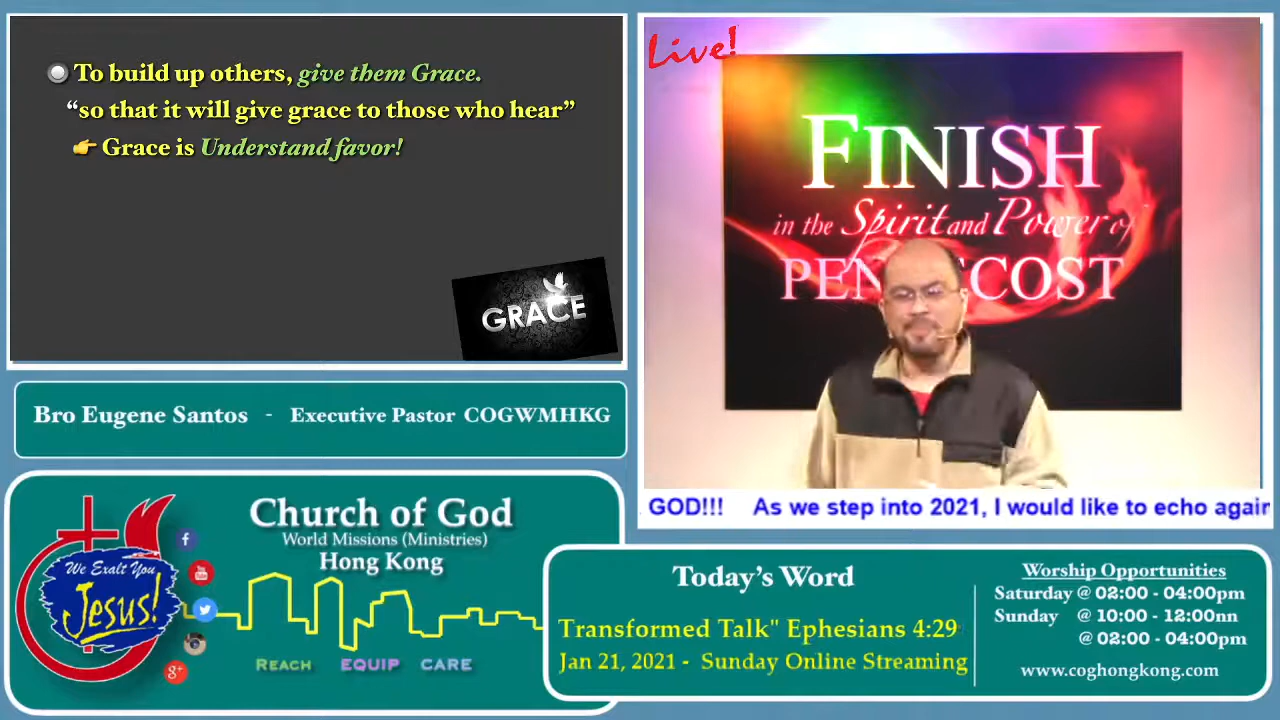 To build up others, give them Grace.
“so that it will give grace to those who hear”
Grace is Understand favor!
GRACE
Live!
FINISH
in the Spirit and Power of
PENTECOST
GOD!!! As we step into 2021, I would like to echo again
Bro Eugene Santos - Executive Pastor COGWMHKG
We Exalt You
Jesus!
Church of God
World Missions (Ministries)
Hong Kong
REACH EQUIP CARE
Today's Word
Transformed Talk" Ephesians 4:29
Jan 21, 2021 - Sunday Online Streaming
Worship Opportunities
Saturday @ 02:00 - 04:00pm
Sunday @ 10:00 - 12:00nn
@ 02:00 - 04:00pm
www.coghongkong.com